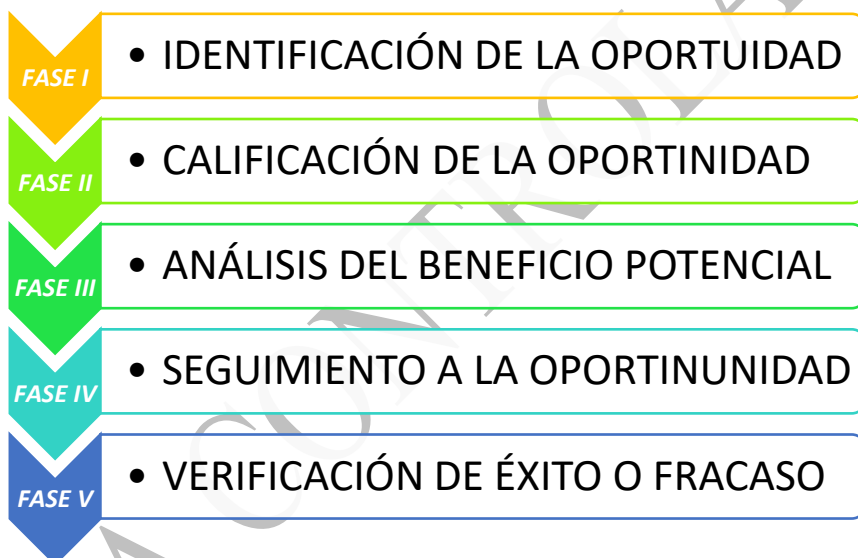 FASE I
• IDENTIFICACIÓN DE LA OPORTUIDAD
FASE II
• CALIFICACIÓN DE LA OPORTINIDAD
FASE III
• ANÁLISIS DEL BENEFICIO POTENCIAL
FASE IV
• SEGUIMIENTO A LA OPORTINUNIDAD
FASE V
• VERIFICACIÓN DE ÉXITO O FRACASO